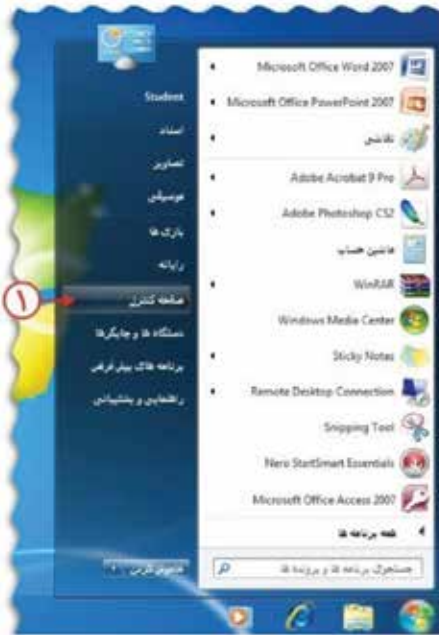 Microsoft Office Word 2007
Microsoft Office PowerPoint 2007
نقاشی
Adobe Acrobat 9 Pro
Adobe Photoshop CS2
ماشین حساب
WinRAR
Windows Media Center
Sticky Notes
Remote Desktop Connection
Snipping Tool
Nero StartSmart Essentials
Microsoft Office Access 2007
همه برنامه ها
جستجوی برنامه ها و پرونده ها
Student
اسناد
تصاویر
موسیقی
بازی ها
رایانه
صفحه کنترل
۱
دستگاه ها و چاپگرها
برنامه های پیش فرض
راهنمایی و پشتیبانی
خاموش کردن